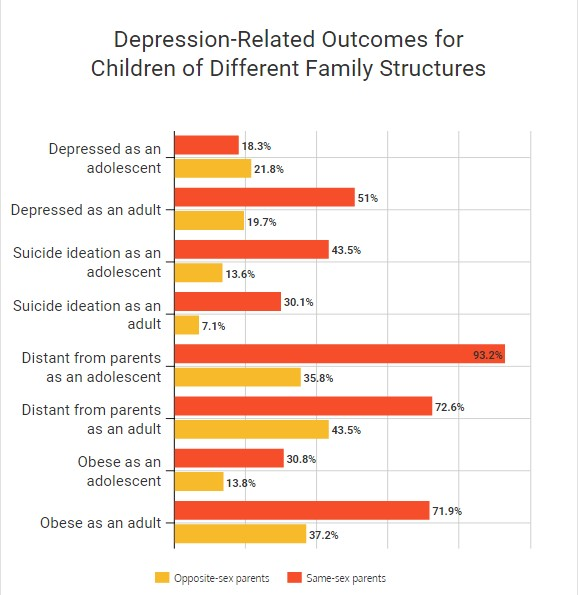 Depression-Related Outcomes for
Children of Different Family Structures
Depressed as an
adolescent
18.3%
21.8%
Depressed as an adult
51%
19.7%
Suicide ideation as an
adolescent
43.5%
13.6%
Suicide ideation as an
adult
30.1%
7.1%
Distant from parents
as an adolescent
93.2%
35.8%
Distant from parents
as an adult
72.6%
43.5%
Obese as an
adolescent
30.8%
13.8%
Obese as an adult
71.9%
37.2%
Opposite-sex parents
Same-sex parents